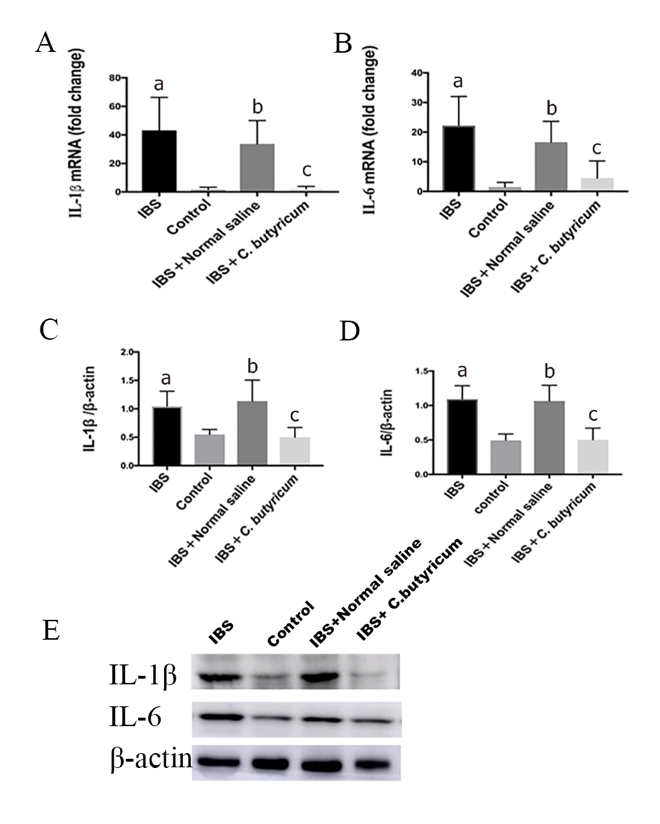 A
IL-1β mRNA (fold change)
80
60
40
20
0
a
b
c
IBS
Control
IBS+Normal saline
IBS+C. butyricum
B
IL-6 mRNA (fold change)
40
30
20
10
0
a
b
c
IBS
Control
IBS+Normal saline
IBS+C. butyricum
C
IL-1β /β-actin
2.0
1.5
1.0
0.5
0.0
a
b
c
IBS
Control
IBS+Normal saline
IBS+C. butyricum
D
IL-6/β-actin
1.5
1.0
0.5
0.0
a
b
c
IBS
control
IBS+Normal saline
IBS+C. butyricum
E
IBS
Control
IBS+Normal saline
IBS+ C.butyricum
IL-1β
IL-6
β-actin